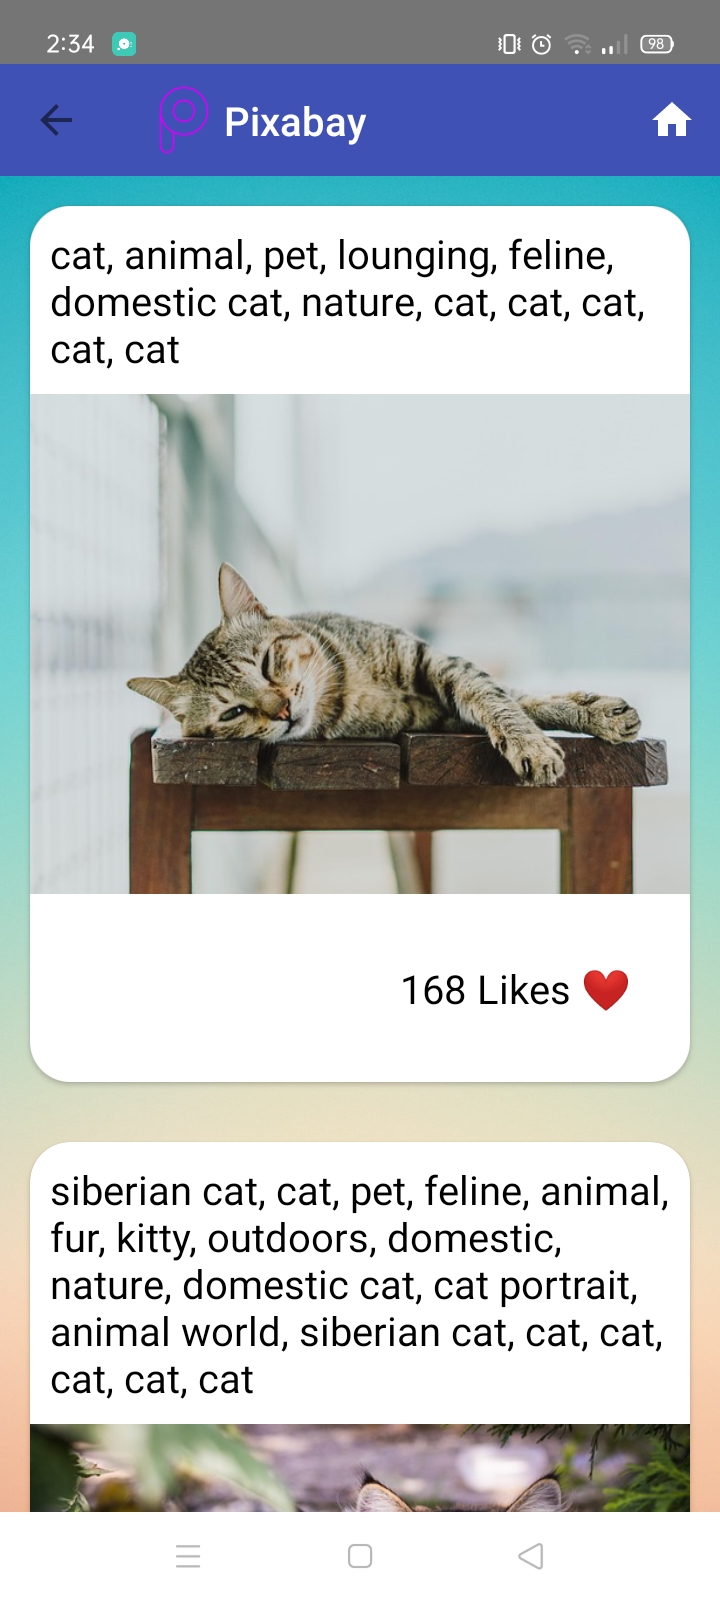 2:34
98
Pixabay
cat, animal, pet, lounging, feline,
domestic cat, nature, cat, cat, cat,
cat, cat
168 Likes
siberian cat, cat, pet, feline, animal,
fur, kitty, outdoors, domestic,
nature, domestic cat, cat portrait,
animal world, siberian cat, cat, cat,
cat, cat, cat